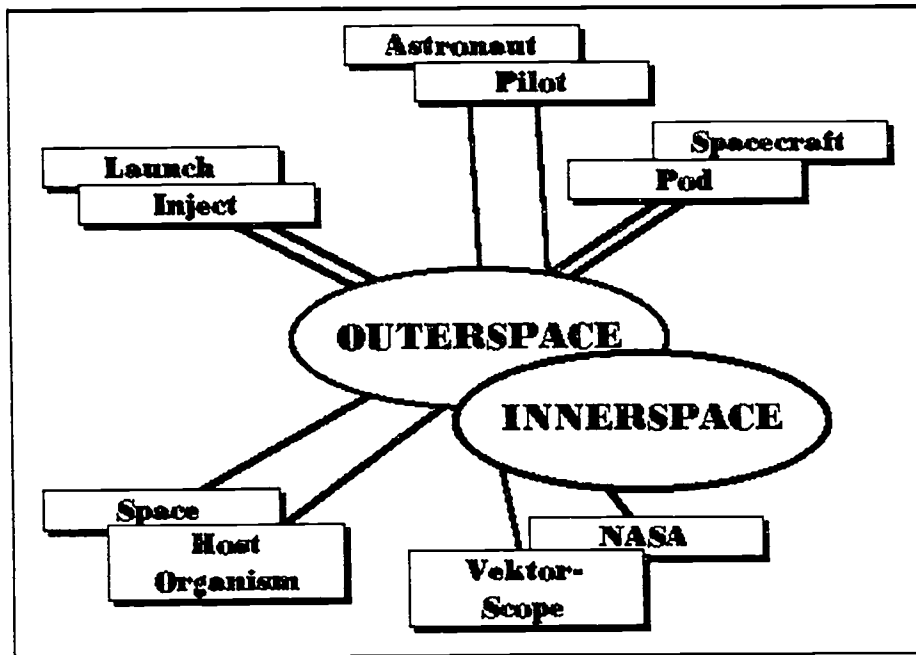 Astronaut
Pilot
Spacecraft
Pod
Launch
Inject
OUTERSPACE
INNERSPACE
Space
Host
Organism
NASA
Vektor-
Scope